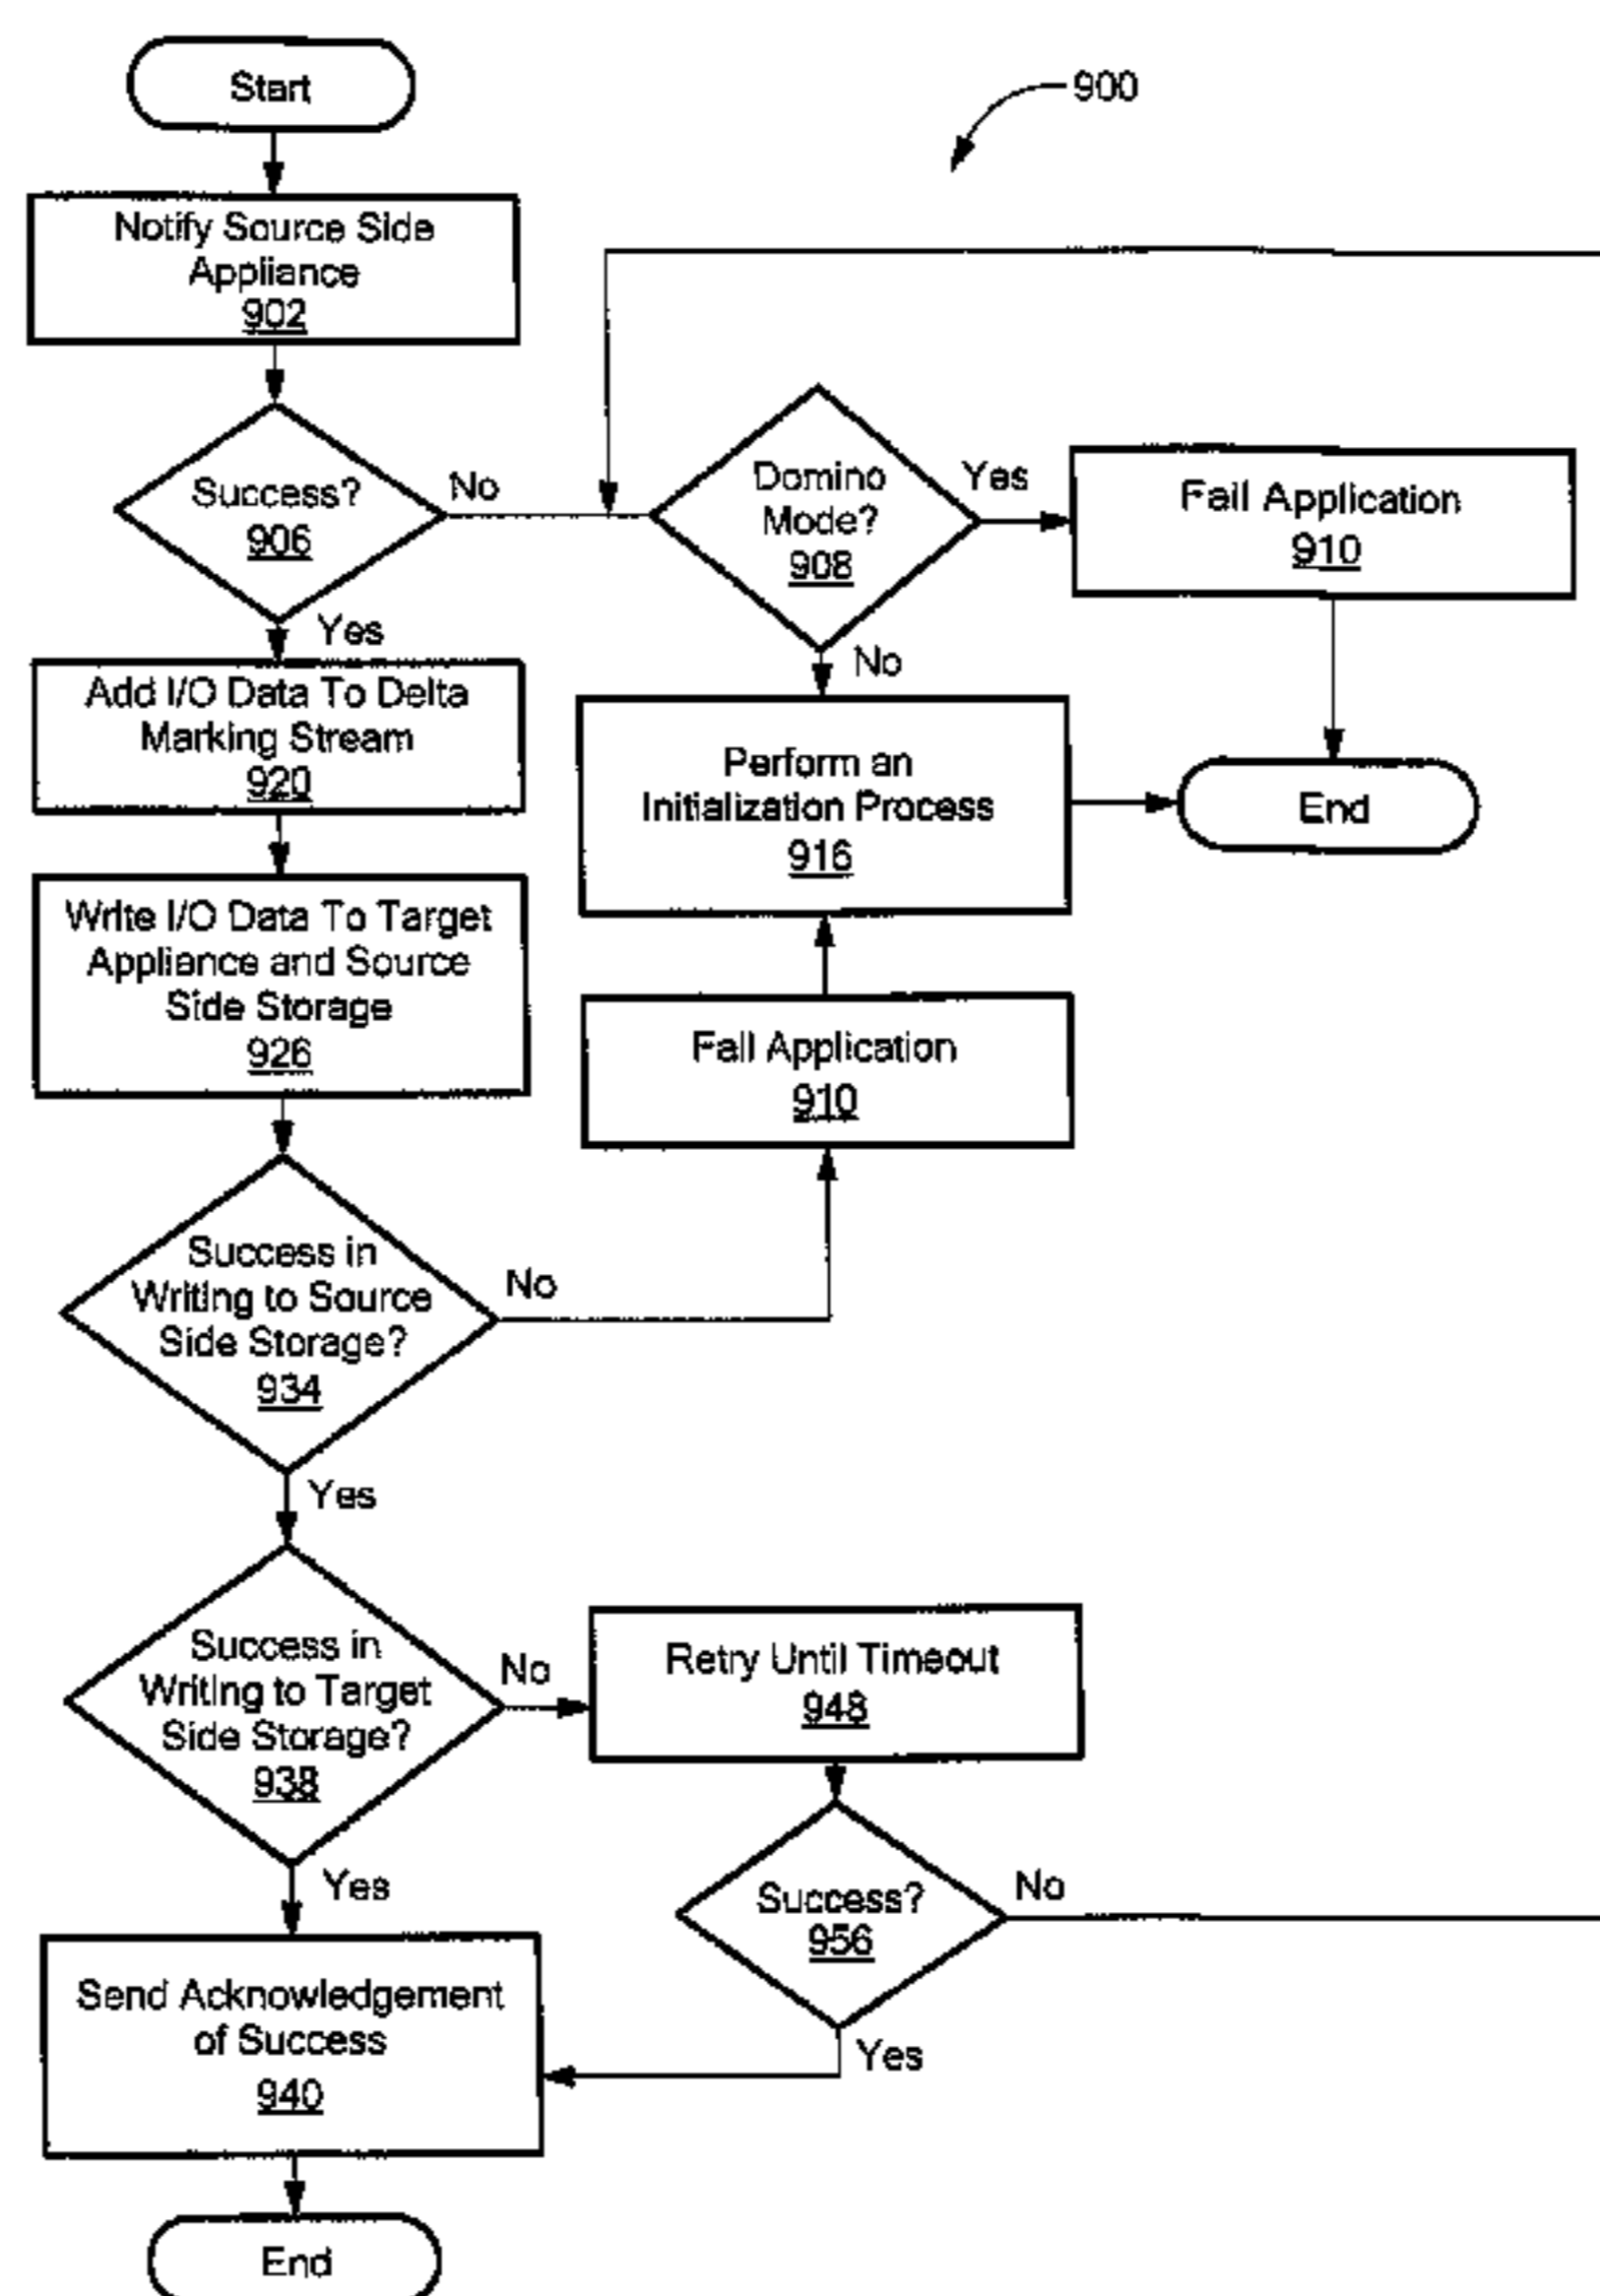 Start
900
Notify Source Side
Appliance
902
Success?
906
No
Domino
Mode?
908
Yes
Fail Application
910
Yes
No
Add I/O Data To Delta
Marking Stream
920
Perform an
Initialization Process
916
End
Write I/O Data To Target
Appliance and Source
Side Storage
926
Fail Application
910
Success in
Writing to Source
Side Storage?
934
No
Yes
Success in
Writing to Target
Side Storage?
938
No
Retry Until Timeout
948
Yes
Success?
956
No
Send Acknowledgement
of Success
940
Yes
End